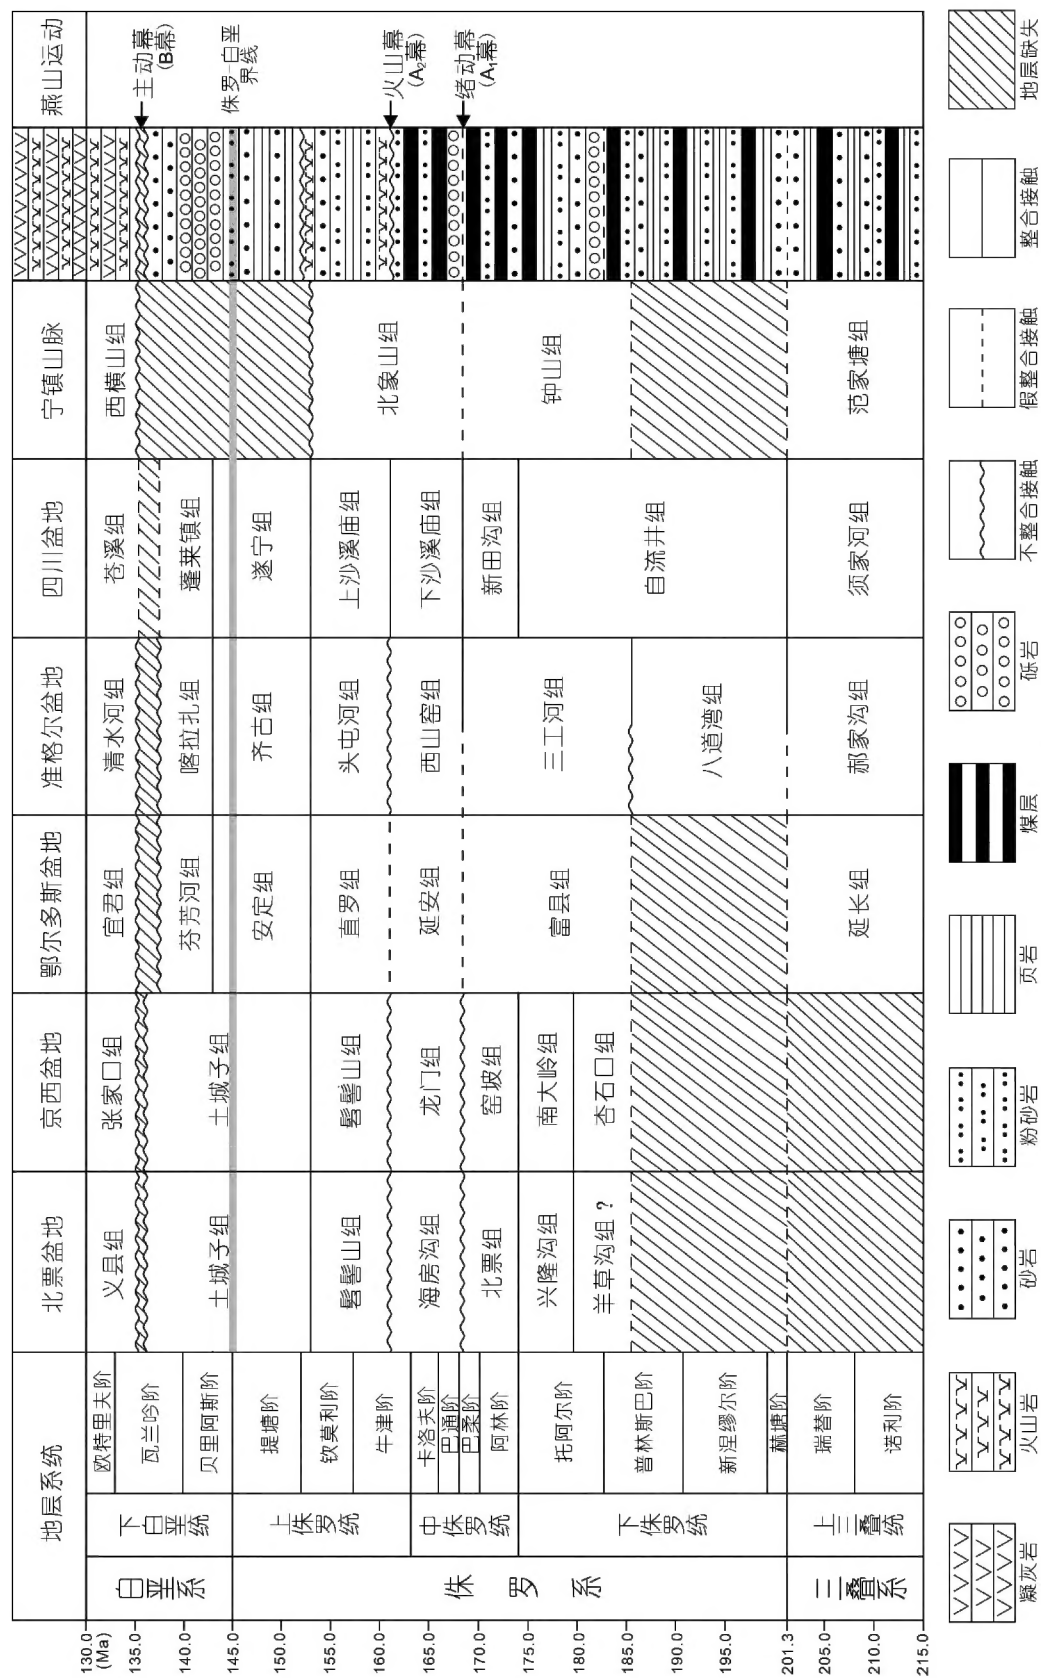 地层系统
北票盆地
京西盆地
鄂尔多斯盆地
准格尔盆地
四川盆地
宁镇山脉
燕山运动
130.0
(Ma)
135.0
140.0
145.0
150.0
155.0
160.0
165.0
170.0
175.0
180.0
185.0
190.0
195.0
201.3
205.0
210.0
215.0
白垩系
侏罗系
三叠系
下白垩统
上侏罗统
中侏罗统
下侏罗统
上三叠统
欧特里夫阶
瓦兰吟阶
贝里阿斯阶
提塘阶
钦莫利阶
牛津阶
卡洛夫阶
巴通阶
巴柔阶
阿林阶
托阿尔阶
普林斯巴阶
新涅缪尔阶
赫塘阶
瑞替阶
诺利阶
义县组
土城子组
髫髻山组
海房沟组
北票组
兴隆沟组
羊草沟组?
张家口组
土城子组
髫髻山组
龙门组
窑坡组
南大岭组
杏石口组
宜君组
芬芳河组
安定组
直罗组
延安组
富县组
延长组
清水河组
喀拉扎组
齐古组
头屯河组
西山窑组
三工河组
八道湾组
郝家沟组
苍溪组
蓬莱镇组
遂宁组
上沙溪庙组
下沙溪庙组
新田沟组
自流井组
须家河组
西横山组
北象山组
钟山组
范家塘组
主动幕
(B幕)
侏罗-白垩
界线
火山幕
(A₂幕)
绪动幕
(A₁幕)
凝灰岩
火山岩
砂岩
粉砂岩
页岩
煤层
砾岩
不整合接触
假整合接触
整合接触
地层缺失